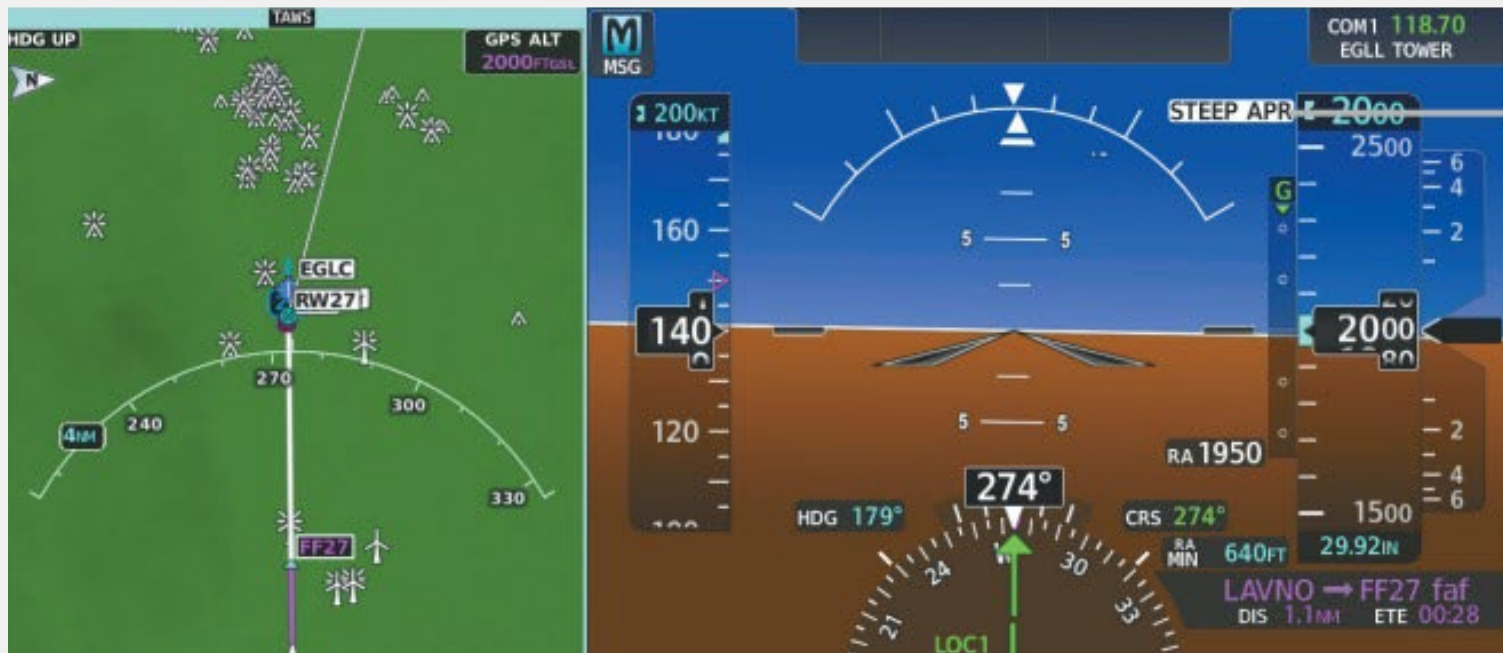 TAWS
HDG UP
GPS ALT
2000FTGSL
N
EGLC
RW27
270
300
240
4NM
330
FF27
M
MSG
COM1 118.70
EGLL TOWER
200KT
STEEP APR
2000
2500
6
4
2
G
160
5 5
140
2000
80
120
5 5
RA 1950
2
4
6
274°
HDG 179°
CRS 274°
1500
RA
MIN 640FT
29.92IN
24
30
21
33
LAVNO → FF27 faf
DIS 1.1NM ETE 00:28
LOC1